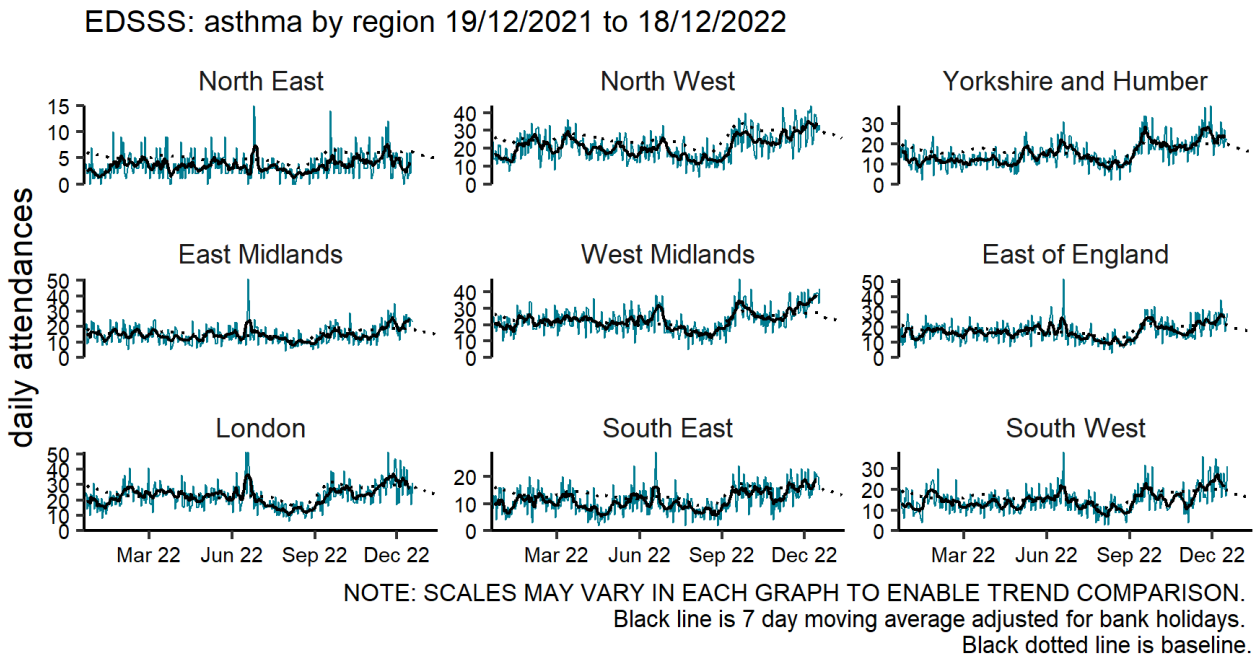 EDSSS: asthma by region 19/12/2021 to 18/12/2022
North East
North West
Yorkshire and Humber
15
10
5
0
40
30
20
10
0
30
20
10
0
East Midlands
West Midlands
East of England
50
40
30
20
10
0
40
30
20
10
0
50
40
30
20
10
0
daily attendances
London
South East
South West
50
40
30
20
10
0
20
10
0
30
20
10
0
Mar 22 Jun 22 Sep 22 Dec 22
Mar 22 Jun 22 Sep 22 Dec 22
Mar 22 Jun 22 Sep 22 Dec 22
NOTE: SCALES MAY VARY IN EACH GRAPH TO ENABLE TREND COMPARISON.
Black line is 7 day moving average adjusted for bank holidays.
Black dotted line is baseline.